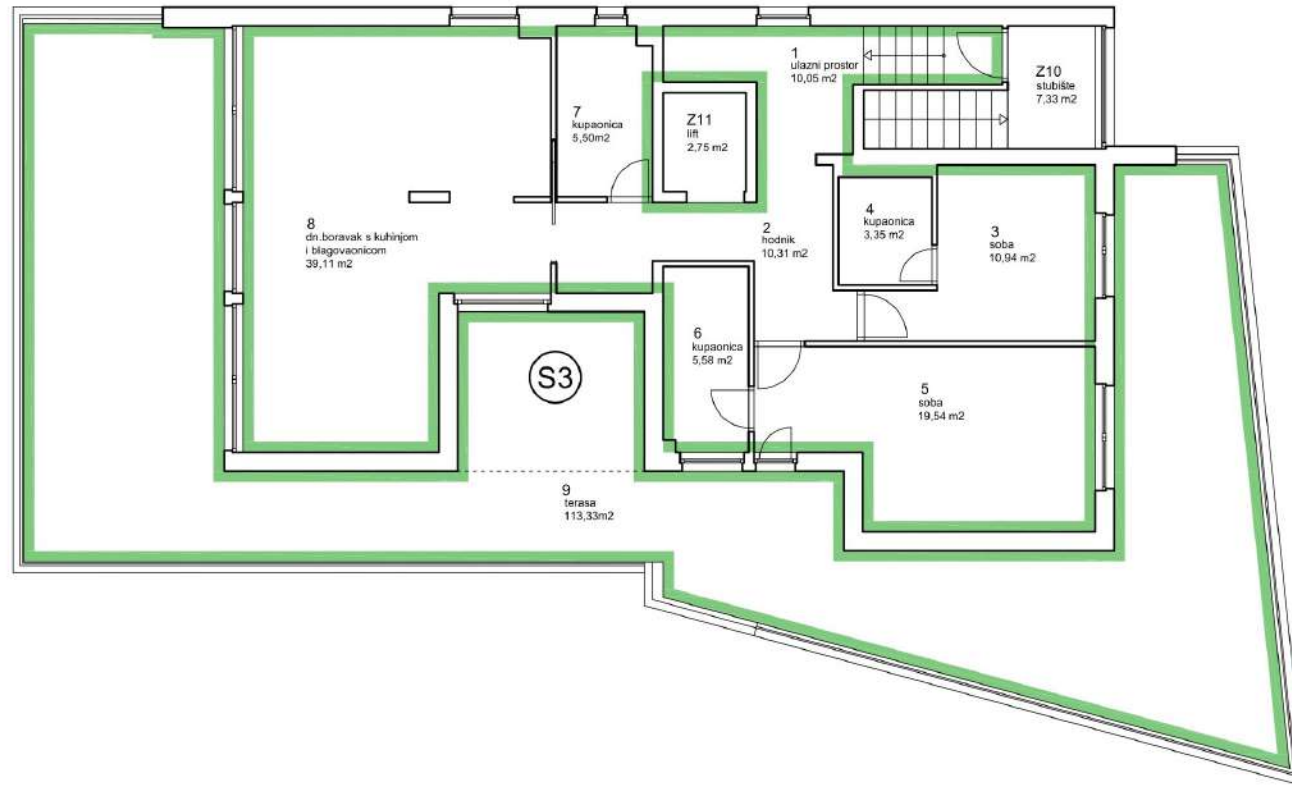 1
ulazni prostor
10,05 m2
Z10
stubište
7,33 m2
7
kupaonica
5,50m2
Z11
lift
2,75 m2
4
kupaonica
3,35 m2
2
hodnik
10,31 m2
3
soba
10,94 m2
8
dn.boravak s kuhinjom
i blagovaonicom
39,11 m2
6
kupaonica
5,58 m2
S3
5
soba
19,54 m2
9
terasa
113,33m2